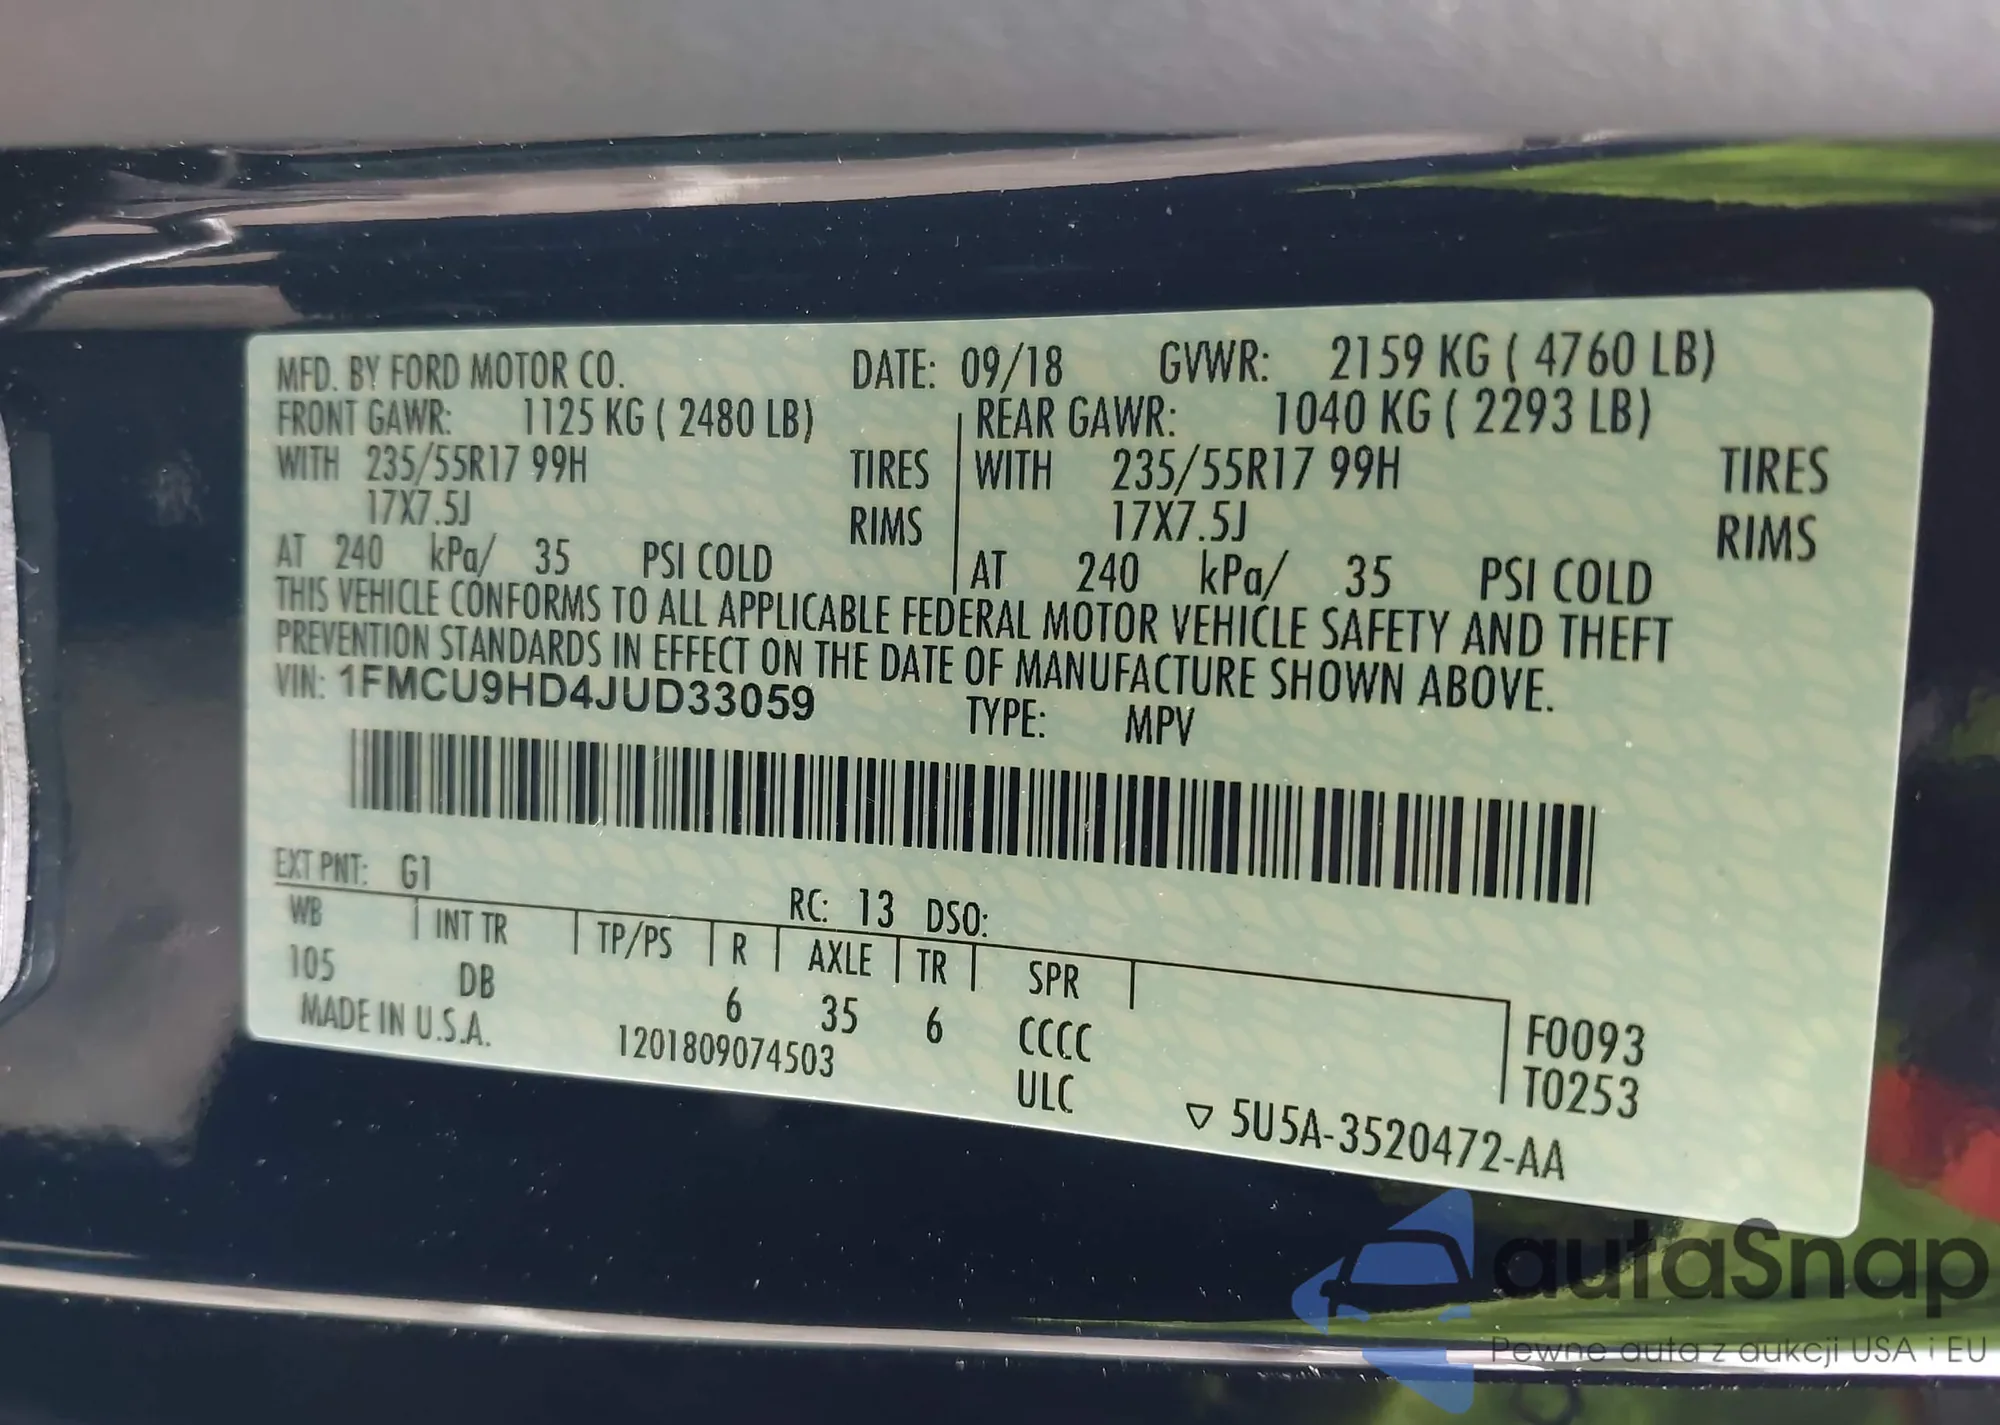 MFD. BY FORD MOTOR CO. DATE: 09/18 GVWR: 2159 KG ( 4760 LB)
FRONT GAWR: 1125 KG ( 2480 LB) REAR GAWR: 1040 KG ( 2293 LB)
WITH 235/55R17 99H TIRES WITH 235/55R17 99H TIRES
17X7.5J RIMS 17X7.5J RIMS
AT 240 kPa/ 35 PSI COLD AT 240 kPa/ 35 PSI COLD
THIS VEHICLE CONFORMS TO ALL APPLICABLE FEDERAL MOTOR VEHICLE SAFETY AND THEFT
PREVENTION STANDARDS IN EFFECT ON THE DATE OF MANUFACTURE SHOWN ABOVE.
VIN: 1FMCU9HD4JUD33059 TYPE: MPV
EXT PNT: G1 RC: 13 DSO:
WB INT TR TP/PS R AXLE TR SPR
105 DB 6 35 6 CCCC F0093
MADE IN U.S.A. 1201809074503 ULC T0253
▽ 5U5A-3520472-AA
autaSnap
Pewne auta z aukcji USA i EU